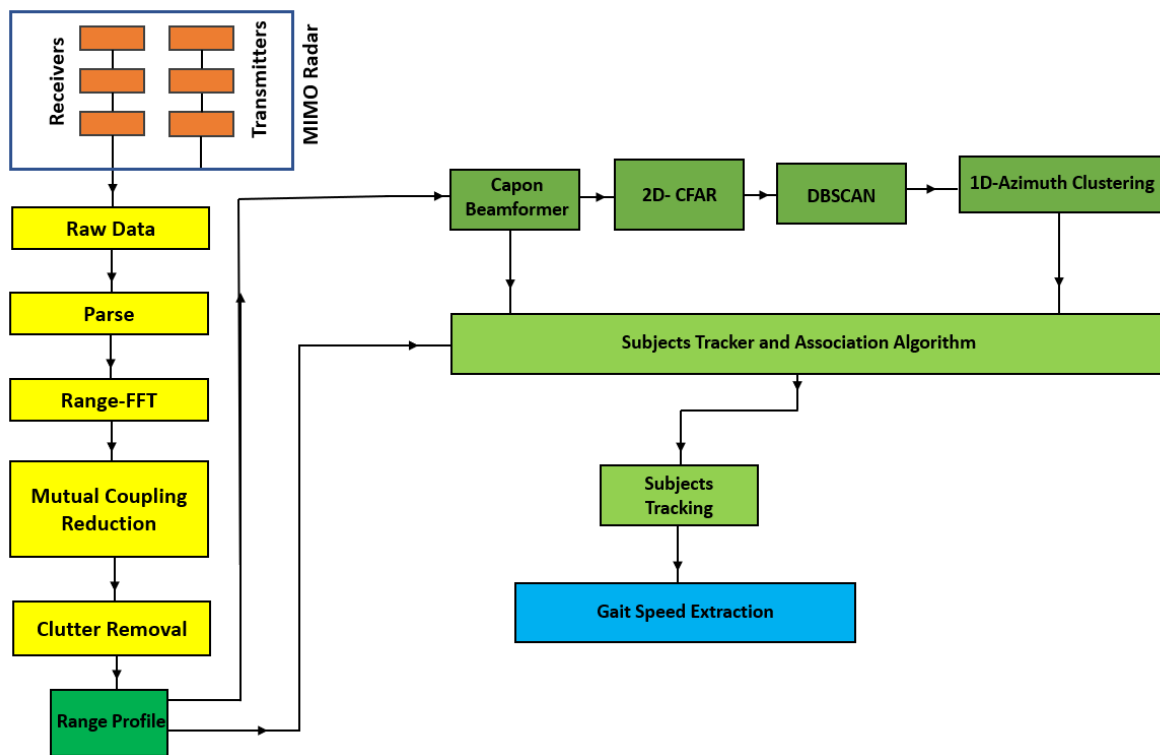 Receivers
Transmitters
MIMO Radar
Raw Data
Parse
Range-FFT
Mutual Coupling
Reduction
Clutter Removal
Range Profile
Capon
Beamformer
2D- CFAR
DBSCAN
1D-Azimuth Clustering
Subjects Tracker and Association Algorithm
Subjects
Tracking
Gait Speed Extraction